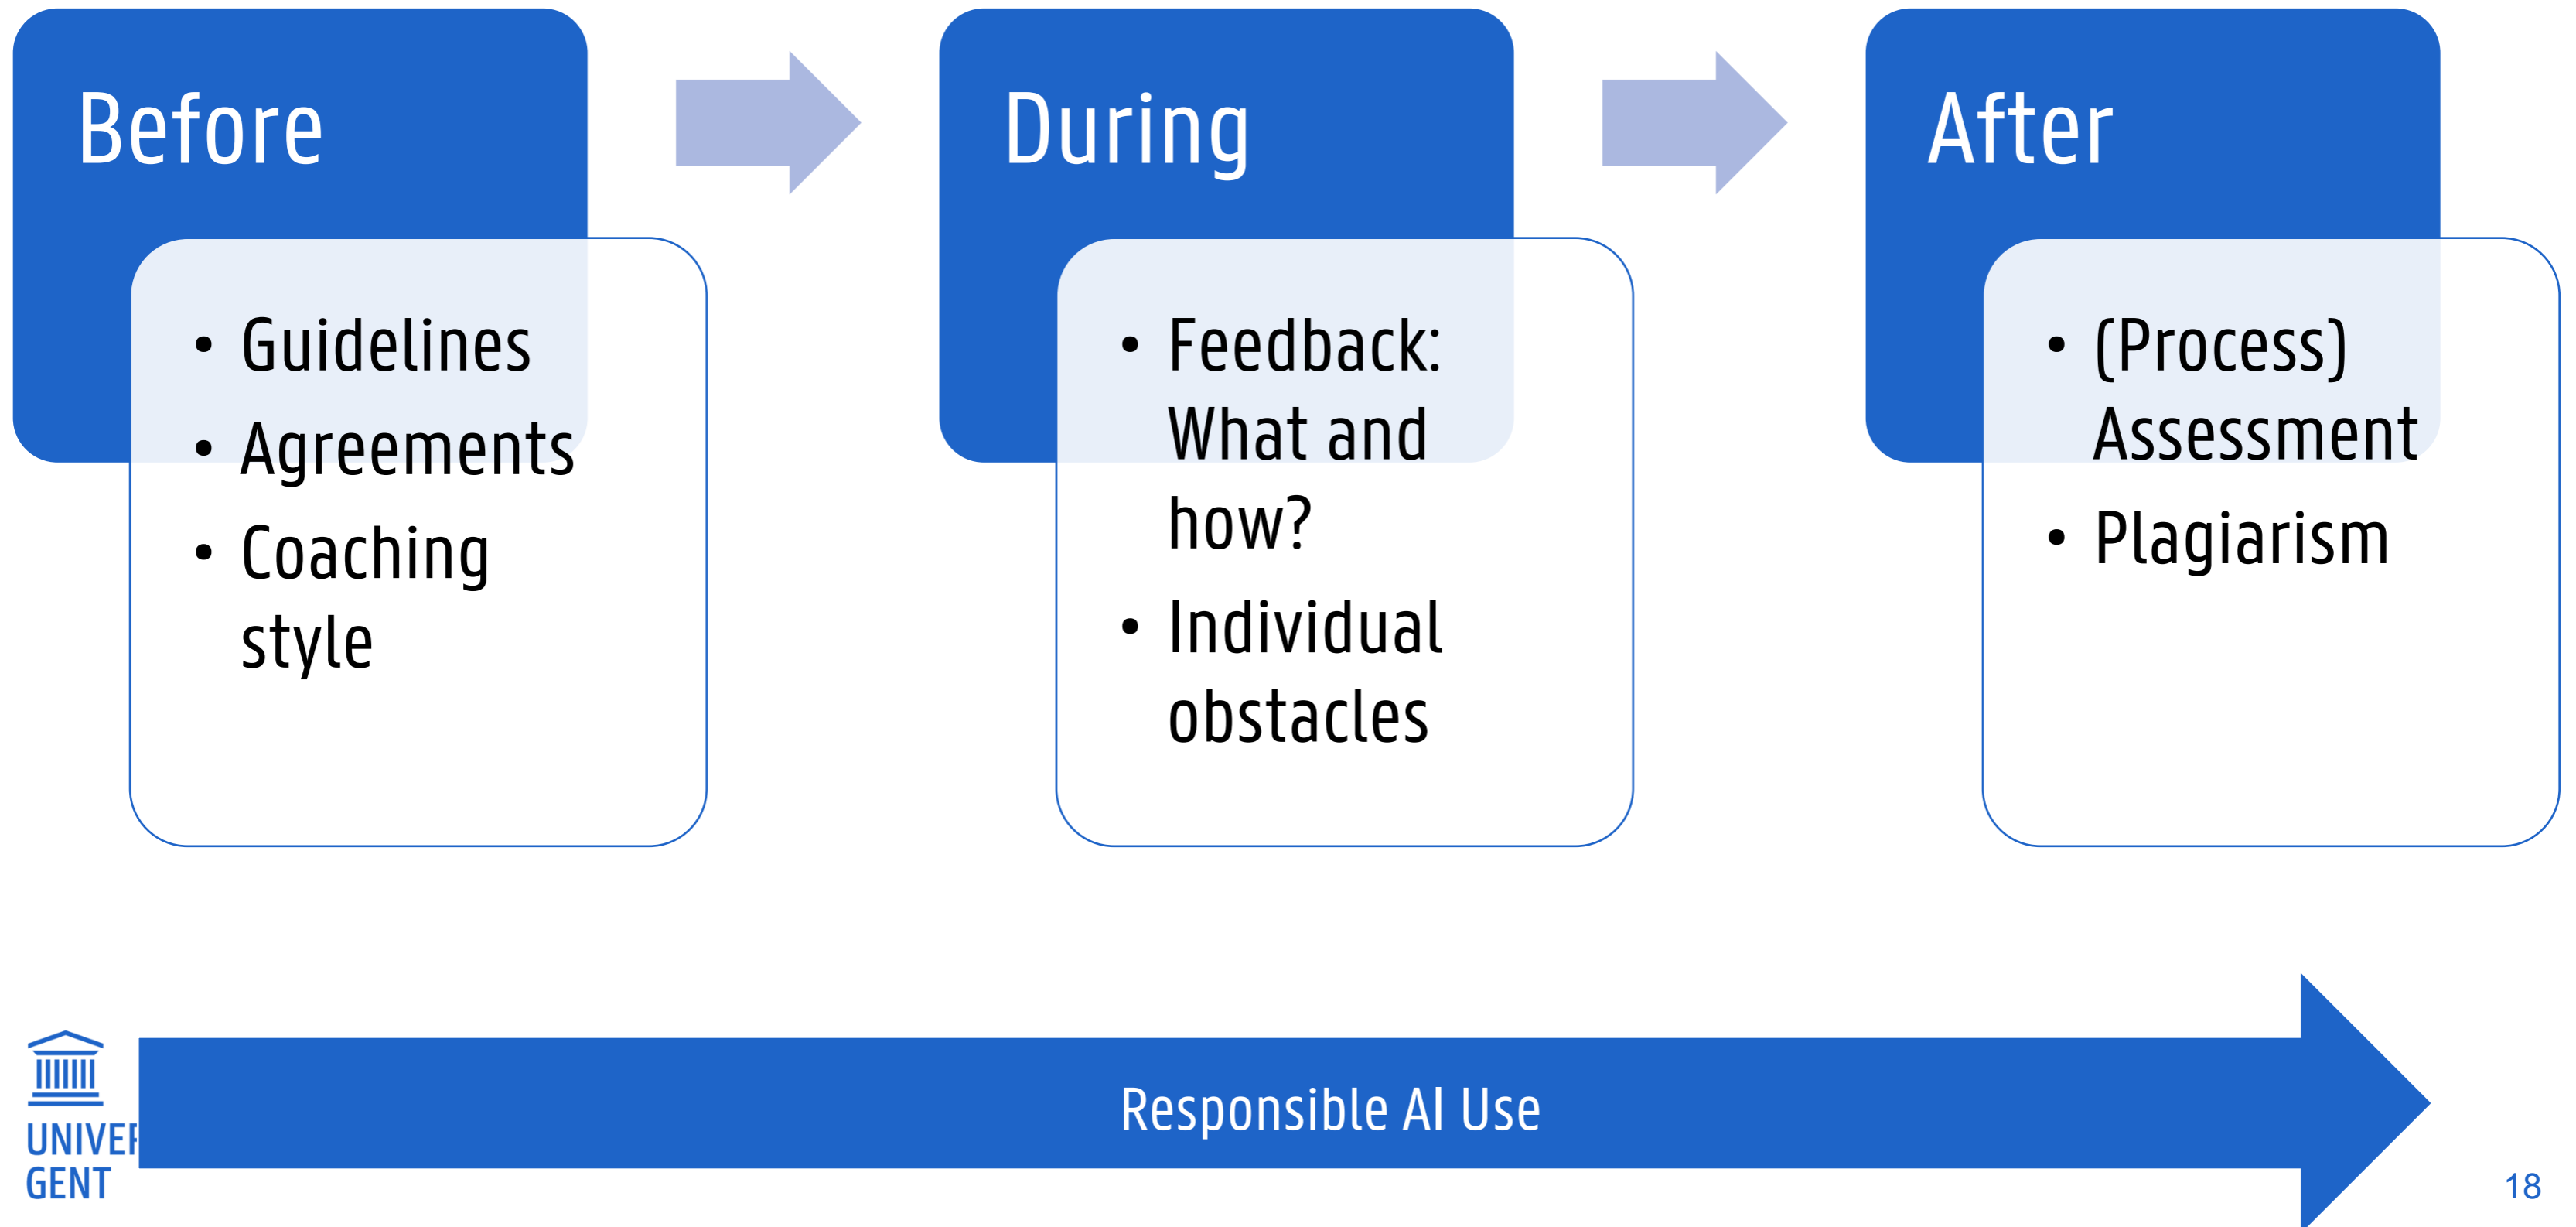 Before
• Guidelines
• Agreements
• Coaching
style
During
• Feedback:
What and
how?
• Individual
obstacles
After
• (Process)
Assessment
• Plagiarism
Responsible AI Use
GENT
18